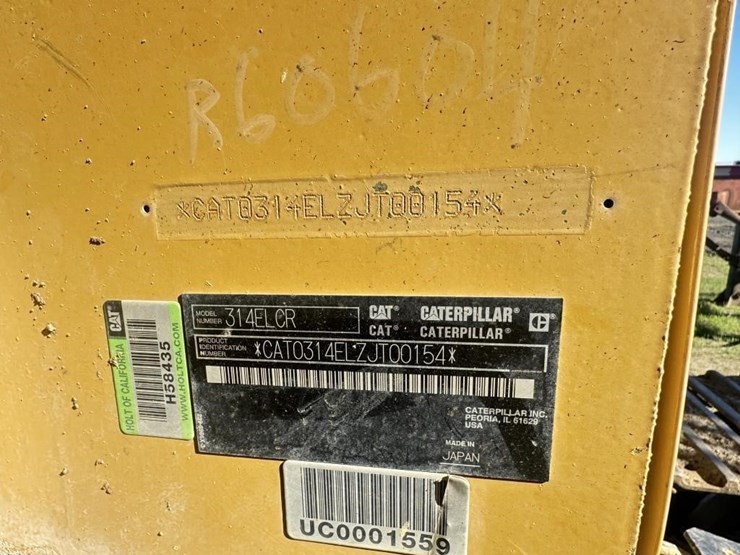 R60604
*CAT0314ELZJT00154*
MODEL NUMBER 314ELCR
CAT® CATERPILLAR®
CAT® CATERPILLAR®
PRODUCT IDENTIFICATION NUMBER *CAT0314ELZJT00154*
CATERPILLAR INC.
PEORIA, IL 61629
USA
MADE IN
JAPAN
CAT
HOLT OF CALIFORNIA
H58435
WWW.HOLTCA.COM
UC0001559